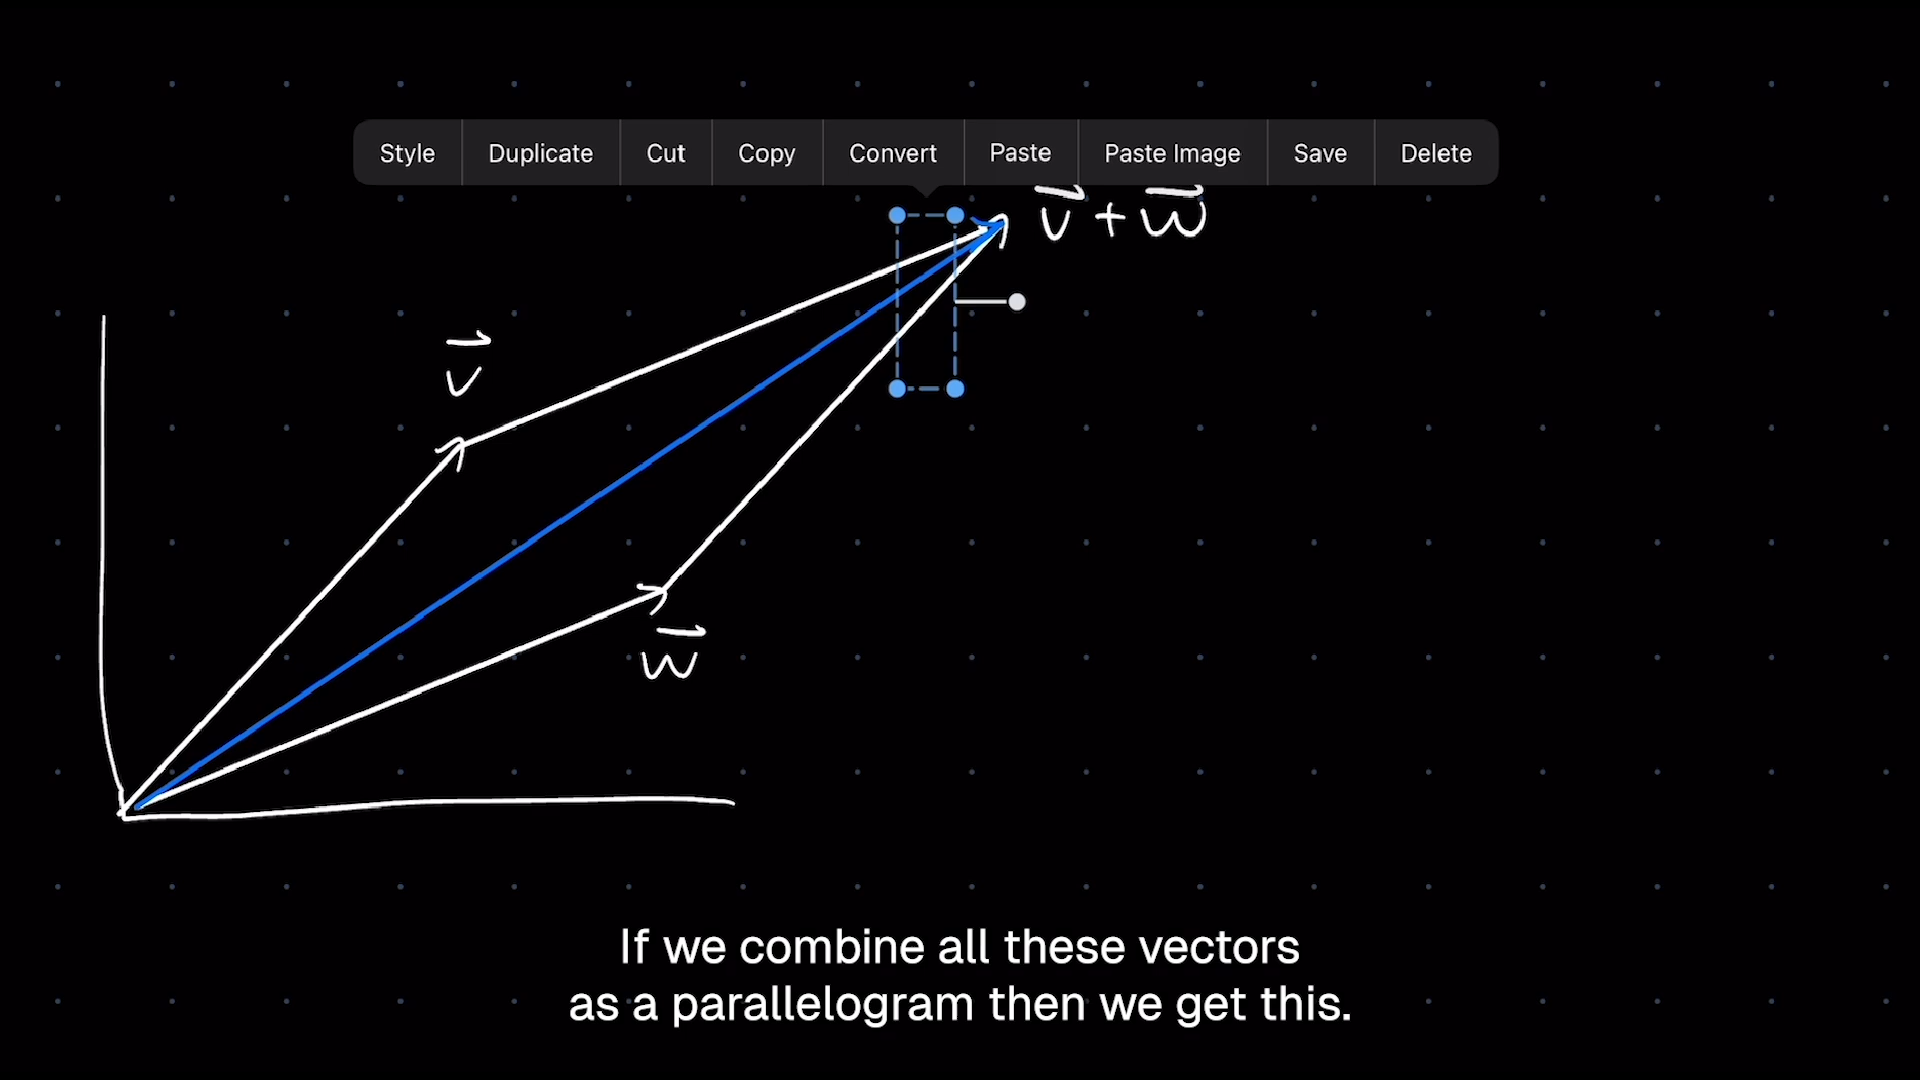 Style Duplicate Cut Copy Convert Paste Paste Image Save Delete
v⃗ + w⃗
v⃗
w⃗
If we combine all these vectors
as a parallelogram then we get this.